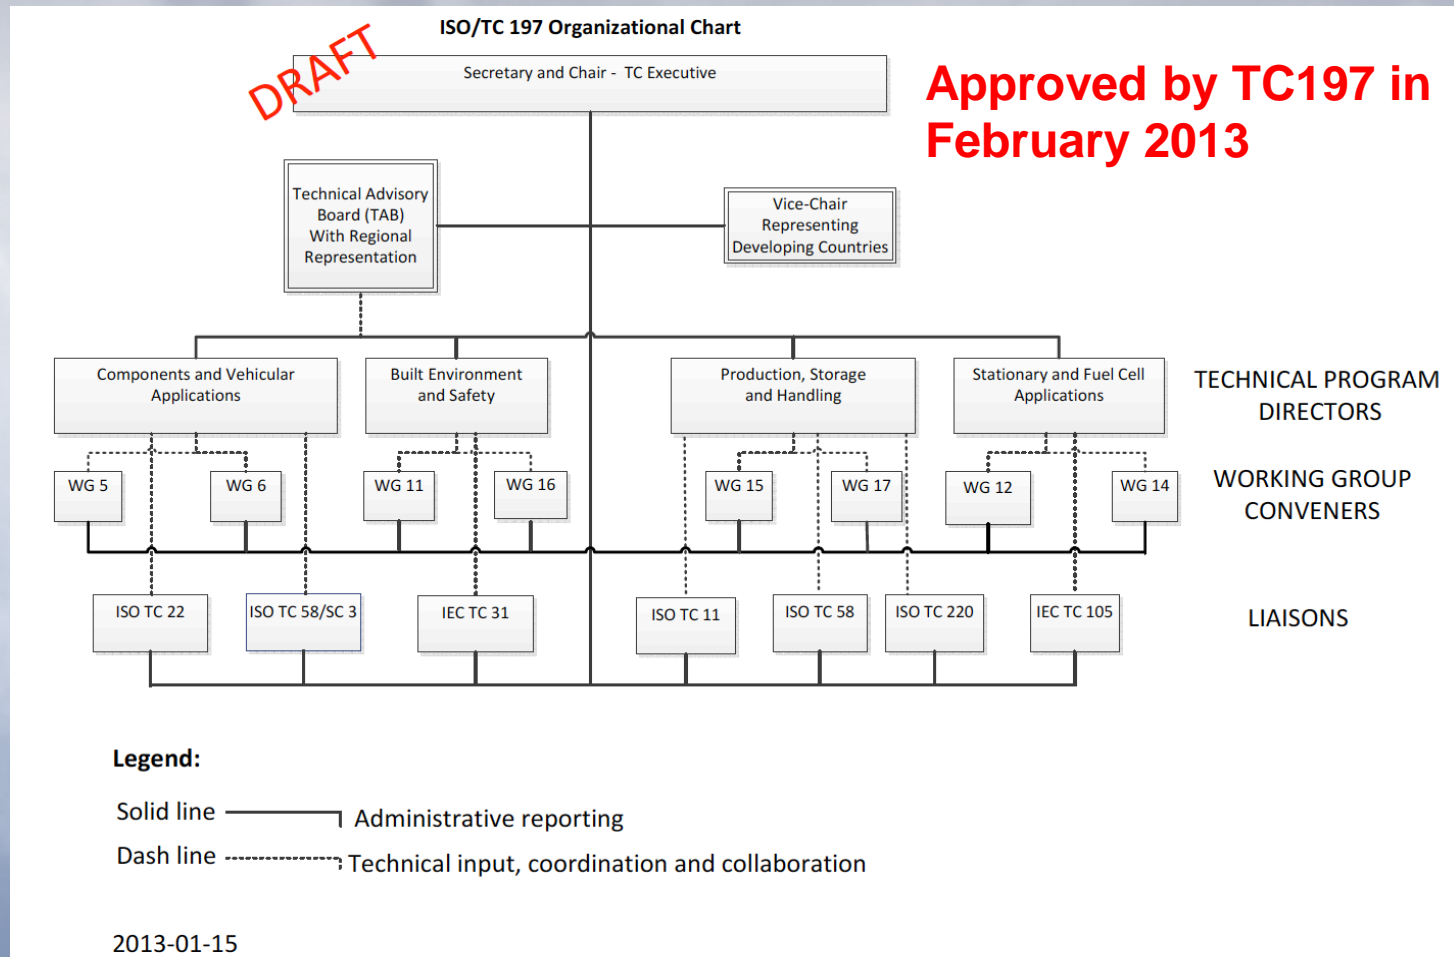 ISO/TC 197 Organizational Chart
DRAFT
Secretary and Chair - TC Executive
Approved by TC197 in
February 2013
Technical Advisory
Board (TAB)
With Regional
Representation
Vice-Chair
Representing
Developing Countries
Components and Vehicular
Applications
Built Environment
and Safety
Production, Storage
and Handling
Stationary and Fuel Cell
Applications
TECHNICAL PROGRAM
DIRECTORS
WG 5
WG 6
WG 11
WG 16
WG 15
WG 17
WG 12
WG 14
WORKING GROUP
CONVENERS
ISO TC 22
ISO TC 58/SC 3
IEC TC 31
ISO TC 11
ISO TC 58
ISO TC 220
IEC TC 105
LIAISONS
Legend:
Solid line
Administrative reporting
Dash line
Technical input, coordination and collaboration
2013-01-15